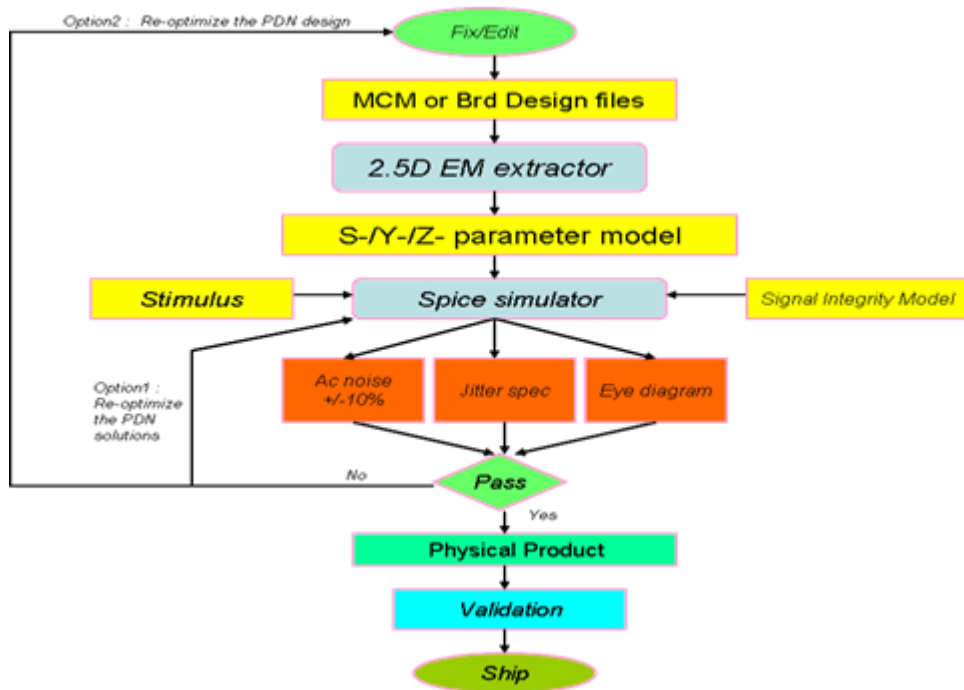 Option2 : Re-optimize the PDN design
Fix/Edit
MCM or Brd Design files
2.5D EM extractor
S-/Y-/Z- parameter model
Stimulus
Spice simulator
Signal Integrity Model
Option1 :
Re-optimize
the PDN
solutions
Ac noise
+/-10%
Jitter spec
Eye diagram
No
Pass
Yes
Physical Product
Validation
Ship